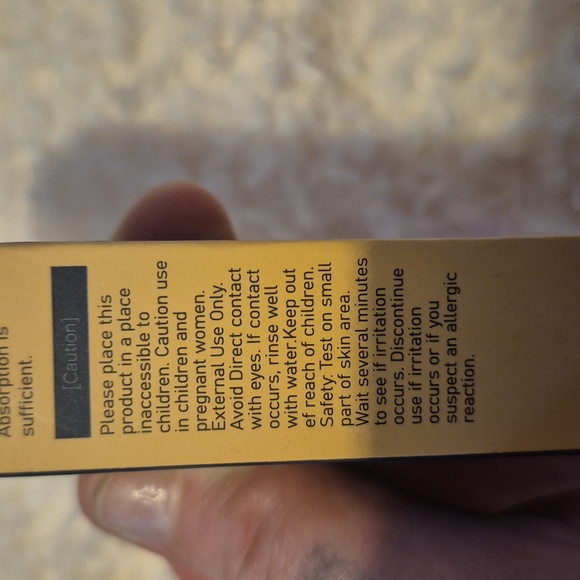 Absorption is
sufficient.
[Caution]
Please place this
product in a place
inaccessible to
children. Caution use
in children and
pregnant women.
External Use Only.
Avoid Direct contact
with eyes. If contact
occurs, rinse well
with water.Keep out
ef reach of children.
Safety. Test on small
part of skin area.
Wait several minutes
to see if irritation
occurs. Discontinue
use if irritation
occurs or if you
suspect an allergic
reaction.